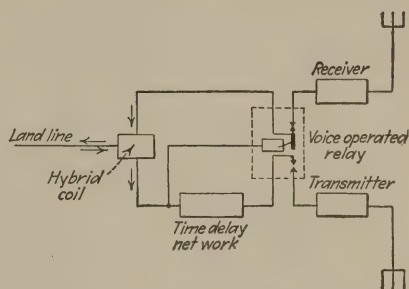 Receiver
Land line
Voice operated
relay
Hybrid
coil
Transmitter
Time delay
net work